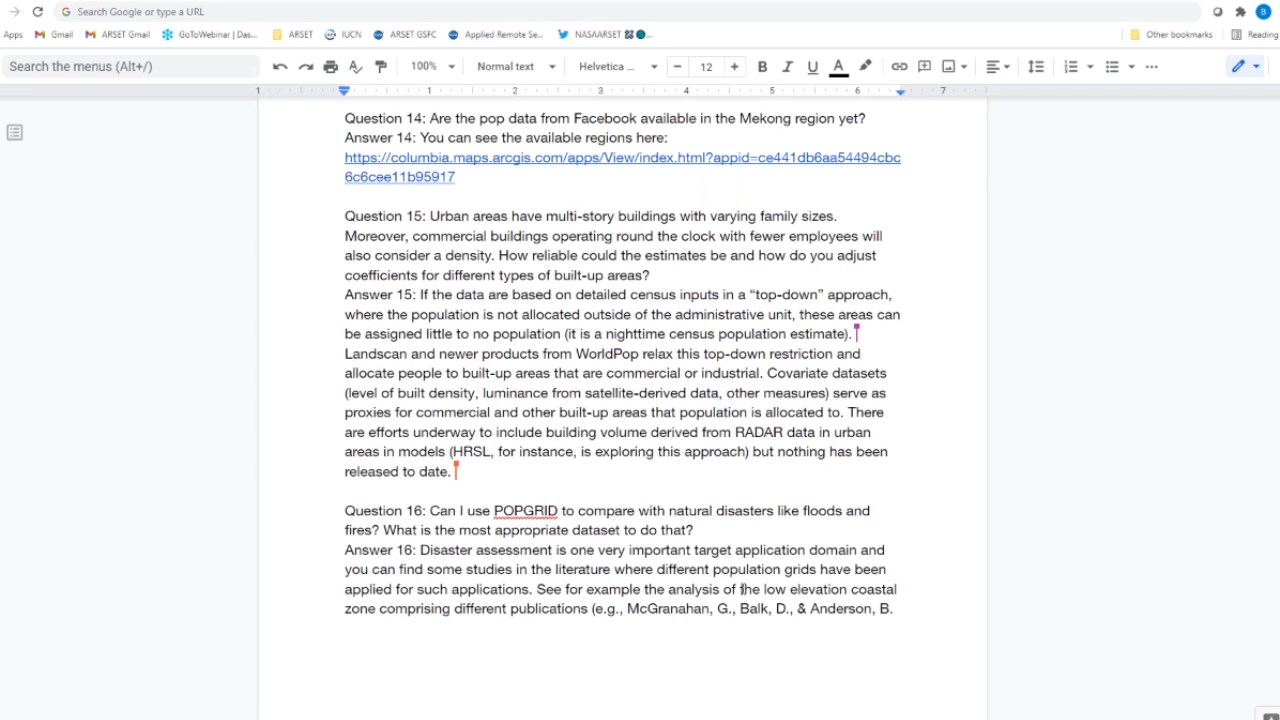 Search Google or type a URL
B
Apps
Gmail
ARSET Gmail
GoToWebinar | Das...
ARSET
IUCN
ARSET GSFC
Applied Remote Se...
NASAARSET
Other bookmarks
Reading
Search the menus (Alt+/)
100%
Normal text
Helvetica ...
12
B
I
U
A
1 1 2 3 4 5 6 7
Question 14: Are the pop data from Facebook available in the Mekong region yet?
Answer 14: You can see the available regions here:
https://columbia.maps.arcgis.com/apps/View/index.html?appid=ce441db6aa54494cbc
6c6cee11b95917
Question 15: Urban areas have multi-story buildings with varying family sizes.
Moreover, commercial buildings operating round the clock with fewer employees will
also consider a density. How reliable could the estimates be and how do you adjust
coefficients for different types of built-up areas?
Answer 15: If the data are based on detailed census inputs in a “top-down” approach,
where the population is not allocated outside of the administrative unit, these areas can
be assigned little to no population (it is a nighttime census population estimate).
Landscan and newer products from WorldPop relax this top-down restriction and
allocate people to built-up areas that are commercial or industrial. Covariate datasets
(level of built density, luminance from satellite-derived data, other measures) serve as
proxies for commercial and other built-up areas that population is allocated to. There
are efforts underway to include building volume derived from RADAR data in urban
areas in models (HRSL, for instance, is exploring this approach) but nothing has been
released to date.
Question 16: Can I use POPGRID to compare with natural disasters like floods and
fires? What is the most appropriate dataset to do that?
Answer 16: Disaster assessment is one very important target application domain and
you can find some studies in the literature where different population grids have been
applied for such applications. See for example the analysis of the low elevation coastal
zone comprising different publications (e.g., McGranahan, G., Balk, D., & Anderson, B.